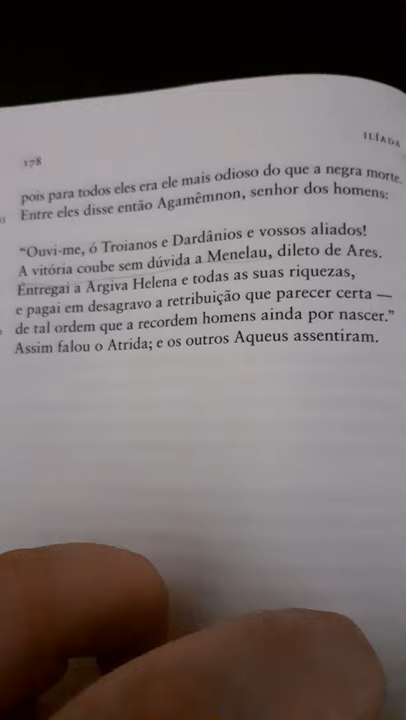 178
ILÍADA
pois para todos eles era ele mais odioso do que a negra morte.
Entre eles disse então Agamêmnon, senhor dos homens:
“Ouvi-me, ó Troianos e Dardânios e vossos aliados!
A vitória coube sem dúvida a Menelau, dileto de Ares.
Entregai a Argiva Helena e todas as suas riquezas,
e pagai em desagravo a retribuição que parecer certa —
de tal ordem que a recordem homens ainda por nascer.”
Assim falou o Atrida; e os outros Aqueus assentiram.